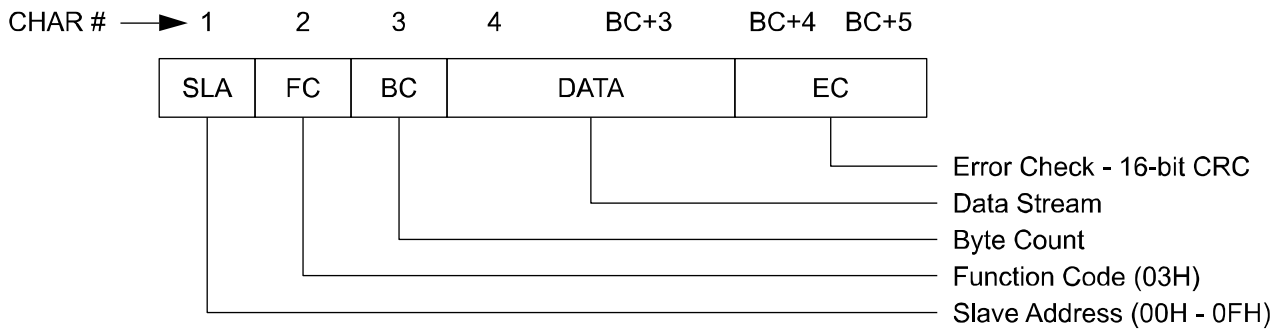 CHAR # 1 2 3 4 BC+3 BC+4 BC+5
SLA FC BC DATA EC
Error Check - 16-bit CRC
Data Stream
Byte Count
Function Code (03H)
Slave Address (00H - 0FH)